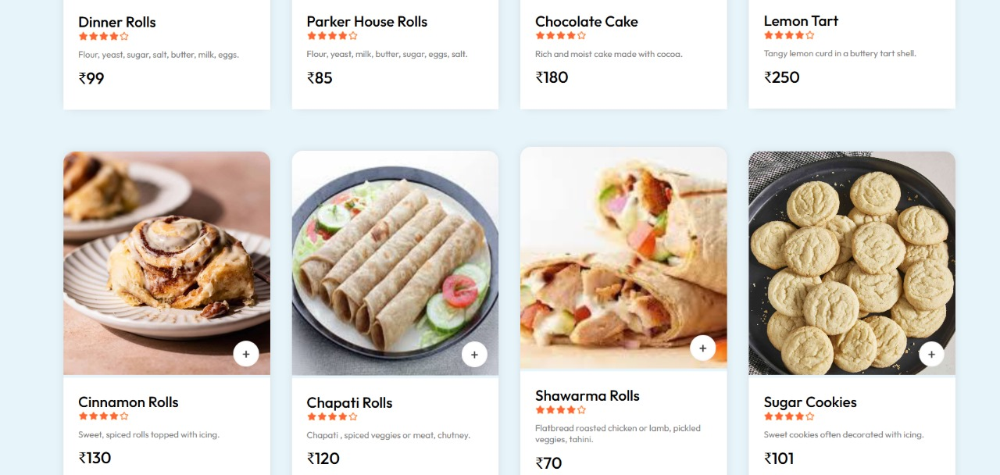 Dinner Rolls
Flour, yeast, sugar, salt, butter, milk, eggs.
₹99
Parker House Rolls
Flour, yeast, milk, butter, sugar, eggs, salt.
₹85
Chocolate Cake
Rich and moist cake made with cocoa.
₹180
Lemon Tart
Tangy lemon curd in a buttery tart shell.
₹250
+
+
+
+
Cinnamon Rolls
Sweet, spiced rolls topped with icing.
₹130
Chapati Rolls
Chapati , spiced veggies or meat, chutney.
₹120
Shawarma Rolls
Flatbread roasted chicken or lamb, pickled
veggies, tahini.
₹70
Sugar Cookies
Sweet cookies often decorated with icing.
₹101